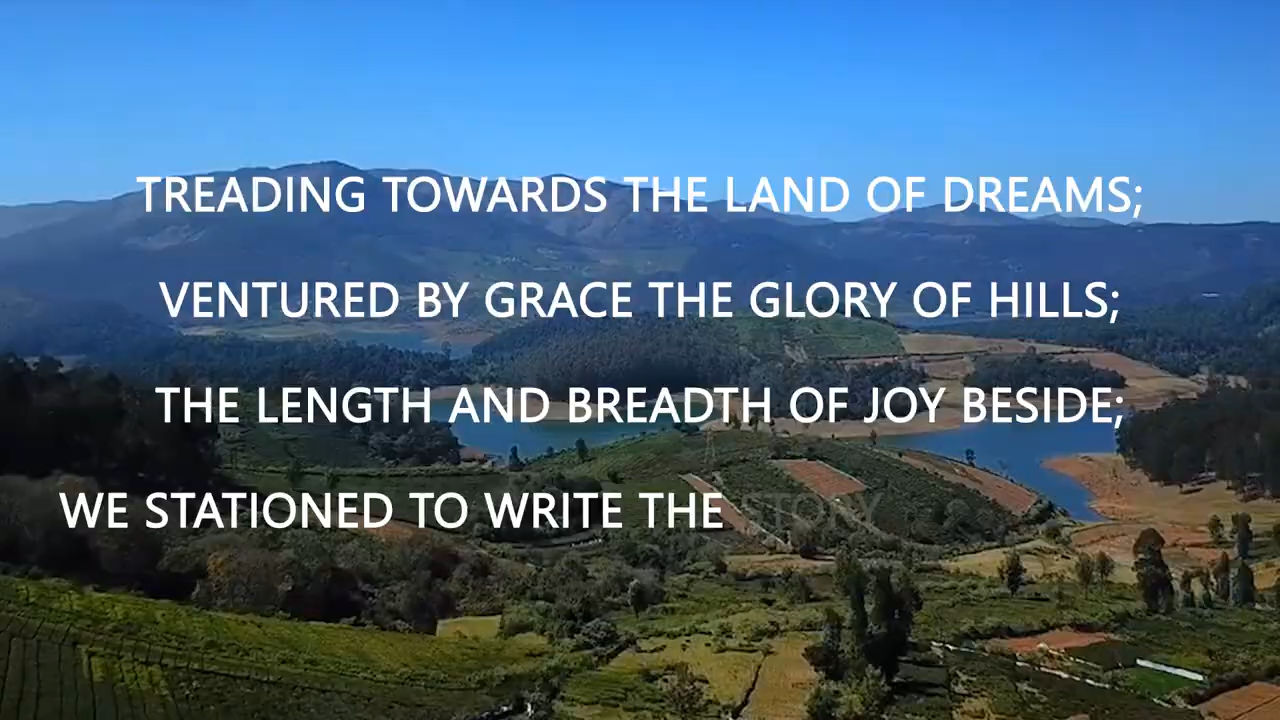 TREADING TOWARDS THE LAND OF DREAMS;
VENTURED BY GRACE THE GLORY OF HILLS;
THE LENGTH AND BREADTH OF JOY BESIDE;
WE STATIONED TO WRITE THE STORY